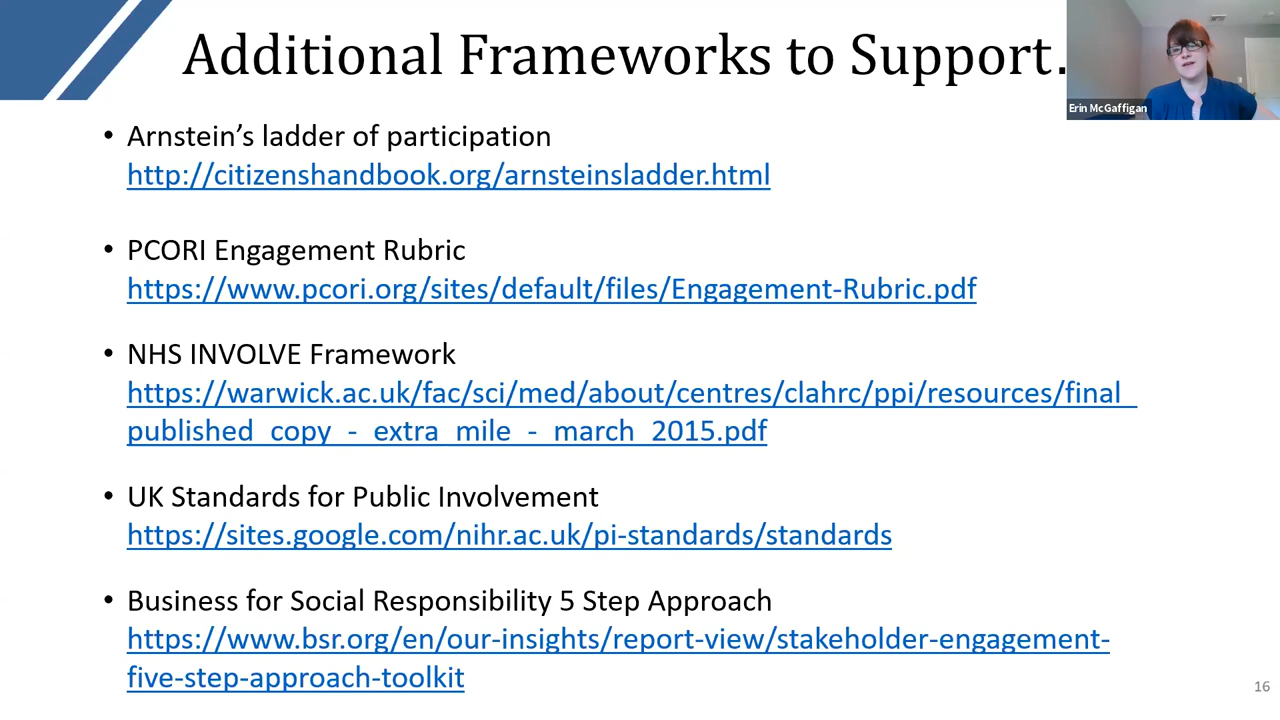 Additional Frameworks to Support.
Erin McGaffigan
• Arnstein’s ladder of participation
http://citizenshandbook.org/arnsteinsladder.html
• PCORI Engagement Rubric
https://www.pcori.org/sites/default/files/Engagement-Rubric.pdf
• NHS INVOLVE Framework
https://warwick.ac.uk/fac/sci/med/about/centres/clahrc/ppi/resources/final_
published_copy_-_extra_mile_-_march_2015.pdf
• UK Standards for Public Involvement
https://sites.google.com/nihr.ac.uk/pi-standards/standards
• Business for Social Responsibility 5 Step Approach
https://www.bsr.org/en/our-insights/report-view/stakeholder-engagement-
five-step-approach-toolkit
16